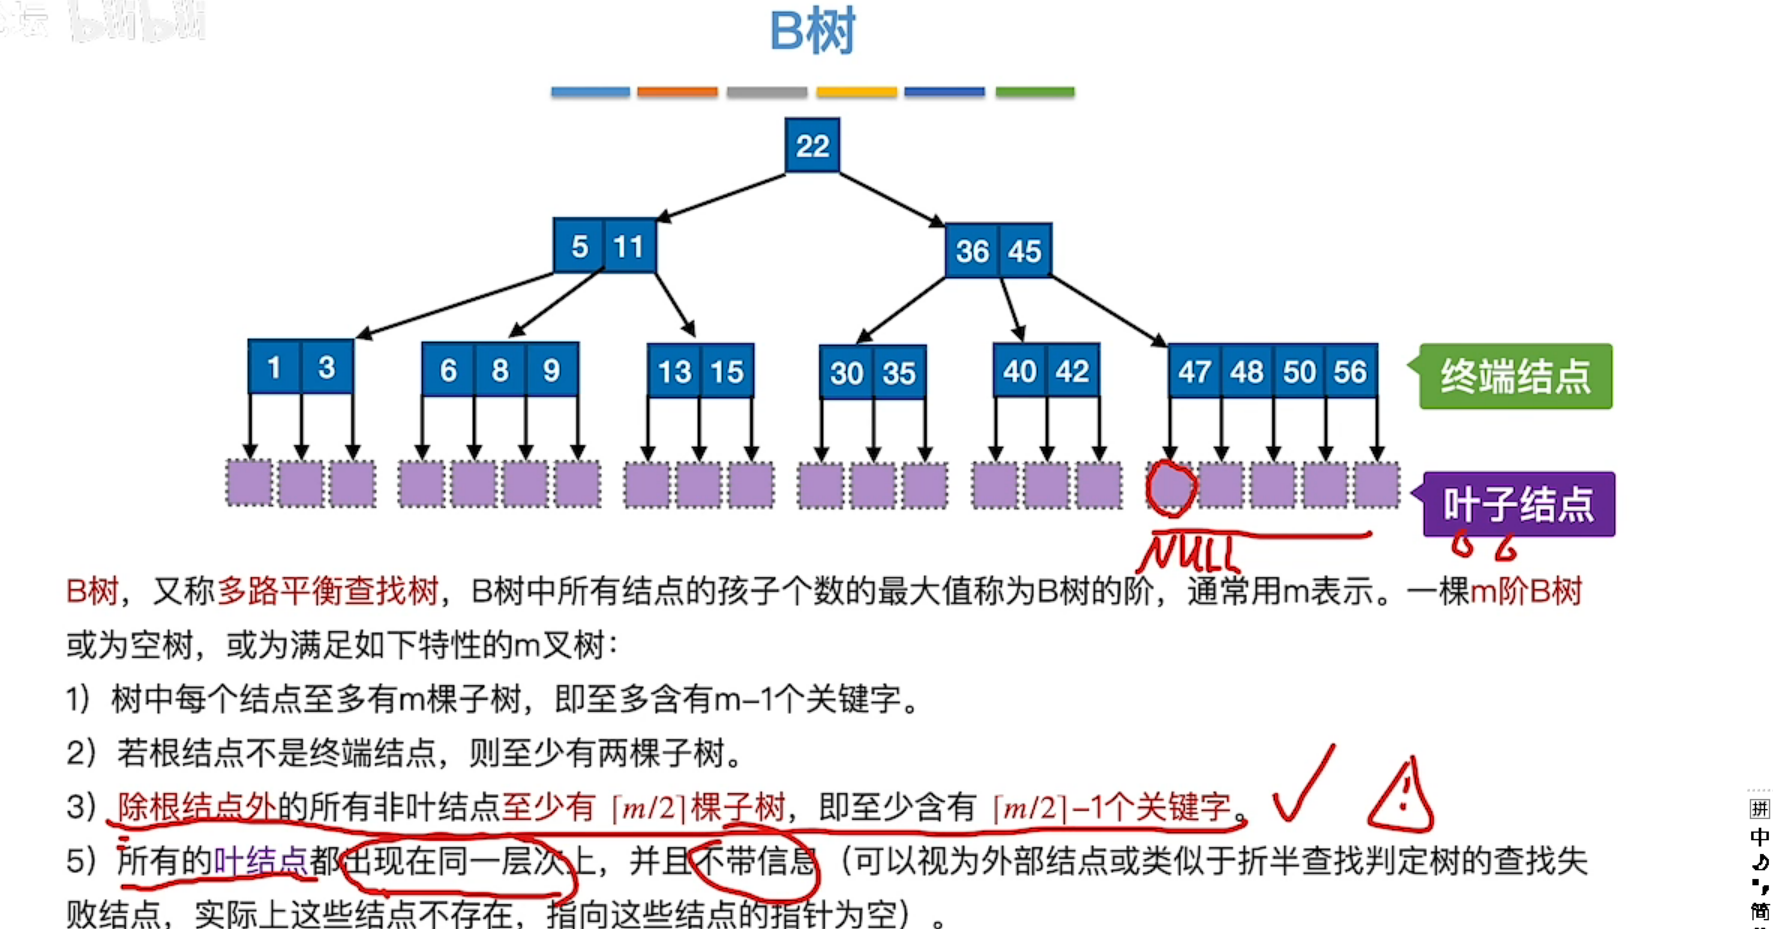 坛 bilibili
B树
22
5 11 36 45
1 3 6 8 9 13 15 30 35 40 42 47 48 50 56 终端结点
叶子结点
NULL
B树，又称多路平衡查找树，B树中所有结点的孩子个数的最大值称为B树的阶，通常用m表示。一棵m阶B树
或为空树，或为满足如下特性的m叉树：
1）树中每个结点至多有m棵子树，即至多含有m-1个关键字。
2）若根结点不是终端结点，则至少有两棵子树。
3）除根结点外的所有非叶结点至少有 ⌈m/2⌉棵子树，即至少含有 ⌈m/2⌉-1个关键字。
5）所有的叶结点都出现在同一层次上，并且不带信息（可以视为外部结点或类似于折半查找判定树的查找失
败结点，实际上这些结点不存在，指向这些结点的指针为空）。
拼
中
简